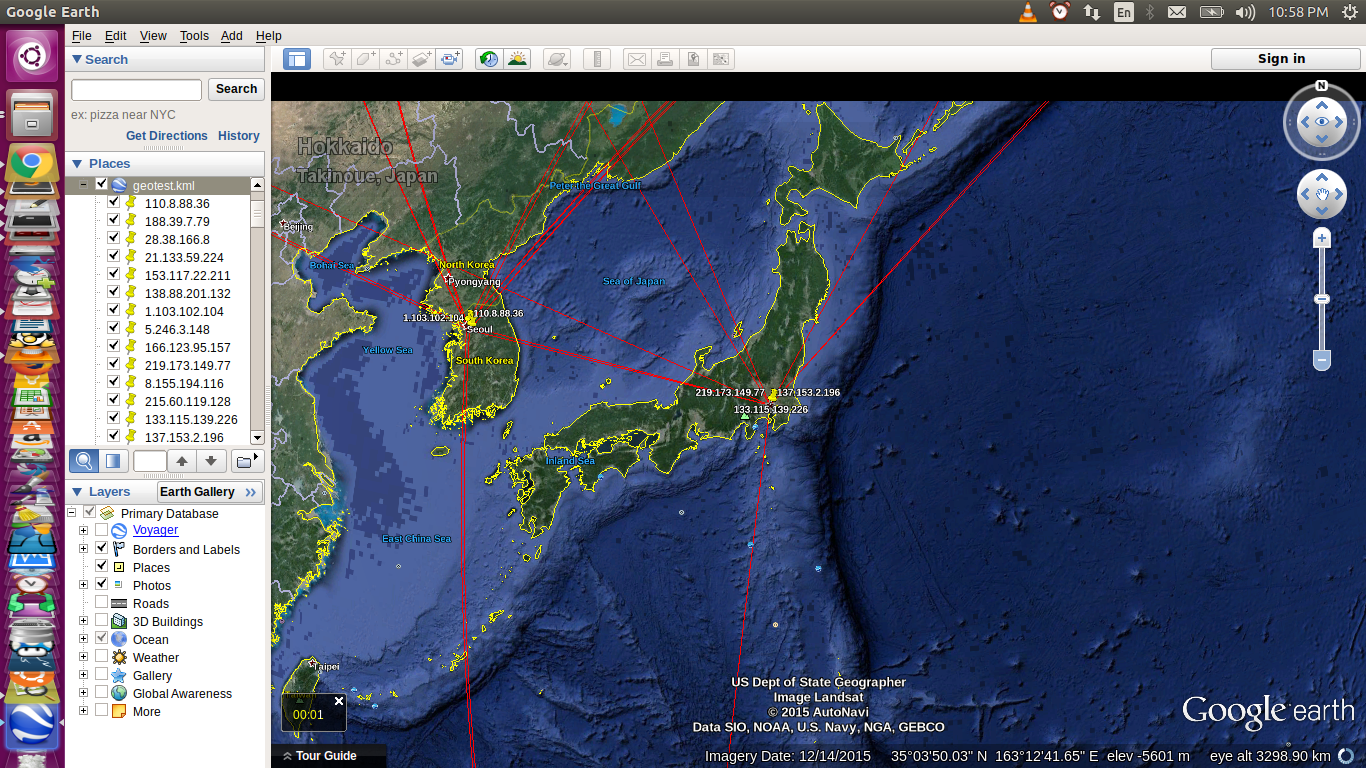 Google Earth
En
10:58 PM
File Edit View Tools Add Help
Search
Search
ex: pizza near NYC
Get Directions History
Places
geotest.kml
110.8.88.36
188.39.7.79
28.38.166.8
21.133.59.224
153.117.22.211
138.88.201.132
1.103.102.104
5.246.3.148
166.123.95.157
219.173.149.77
8.155.194.116
215.60.119.128
133.115.139.226
137.153.2.196
Layers
Earth Gallery »
Primary Database
Voyager
Borders and Labels
Places
Photos
Roads
3D Buildings
Ocean
Weather
Gallery
Global Awareness
More
Sign in
N
Hokkaido
Takinoue, Japan
Peter the Great Gulf
Beijing
Bohai Sea
North Korea
Pyongyang
Sea of Japan
1.103.102.104
110.8.88.36
Seoul
Yellow Sea
South Korea
219.173.149.77
137.153.2.196
133.115.139.226
Inland Sea
East China Sea
Taipei
00:01
US Dept of State Geographer
Image Landsat
© 2015 AutoNavi
Data SIO, NOAA, U.S. Navy, NGA, GEBCO
Google earth
Tour Guide
Imagery Date: 12/14/2015 35°03'50.03" N 163°12'41.65" E elev -5601 m eye alt 3298.90 km